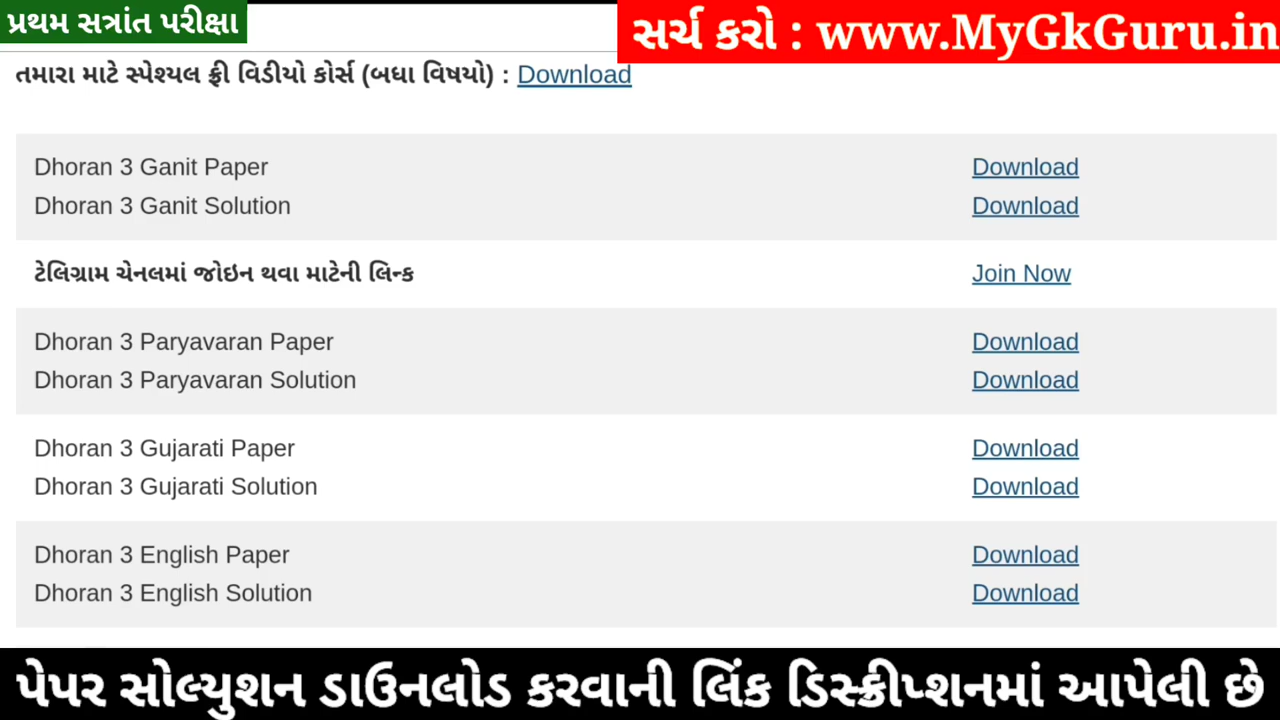 પ્રથમ સત્રાંત પરીક્ષા
સર્ચ કરો : www.MyGkGuru.in
તમારા માટે સ્પેશ્યલ ફ્રી વિડીયો કોર્સ (બધા વિષયો) : Download
Dhoran 3 Ganit Paper Download
Dhoran 3 Ganit Solution Download
ટેલિગ્રામ ચેનલમાં જોઇન થવા માટેની લિન્ક Join Now
Dhoran 3 Paryavaran Paper Download
Dhoran 3 Paryavaran Solution Download
Dhoran 3 Gujarati Paper Download
Dhoran 3 Gujarati Solution Download
Dhoran 3 English Paper Download
Dhoran 3 English Solution Download
પેપર સોલ્યુશન ડાઉનલોડ કરવાની લિંક ડિસ્ક્રીપ્શનમાં આપેલી છે